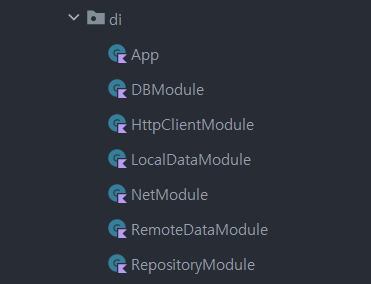 di
App
DBModule
HttpClientModule
LocalDataModule
NetModule
RemoteDataModule
RepositoryModule